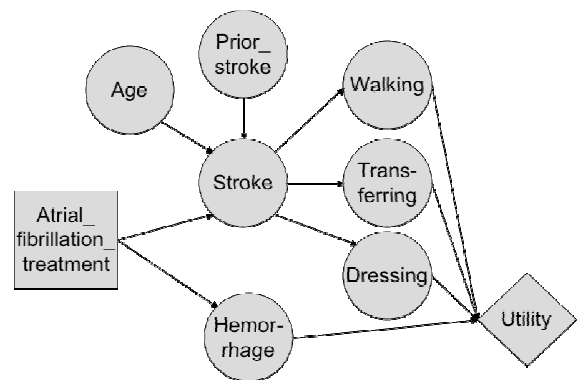 Prior_
stroke
Age
Walking
Stroke
Trans-
ferring
Atrial_
fibrillation_
treatment
Dressing
Hemor-
rhage
Utility